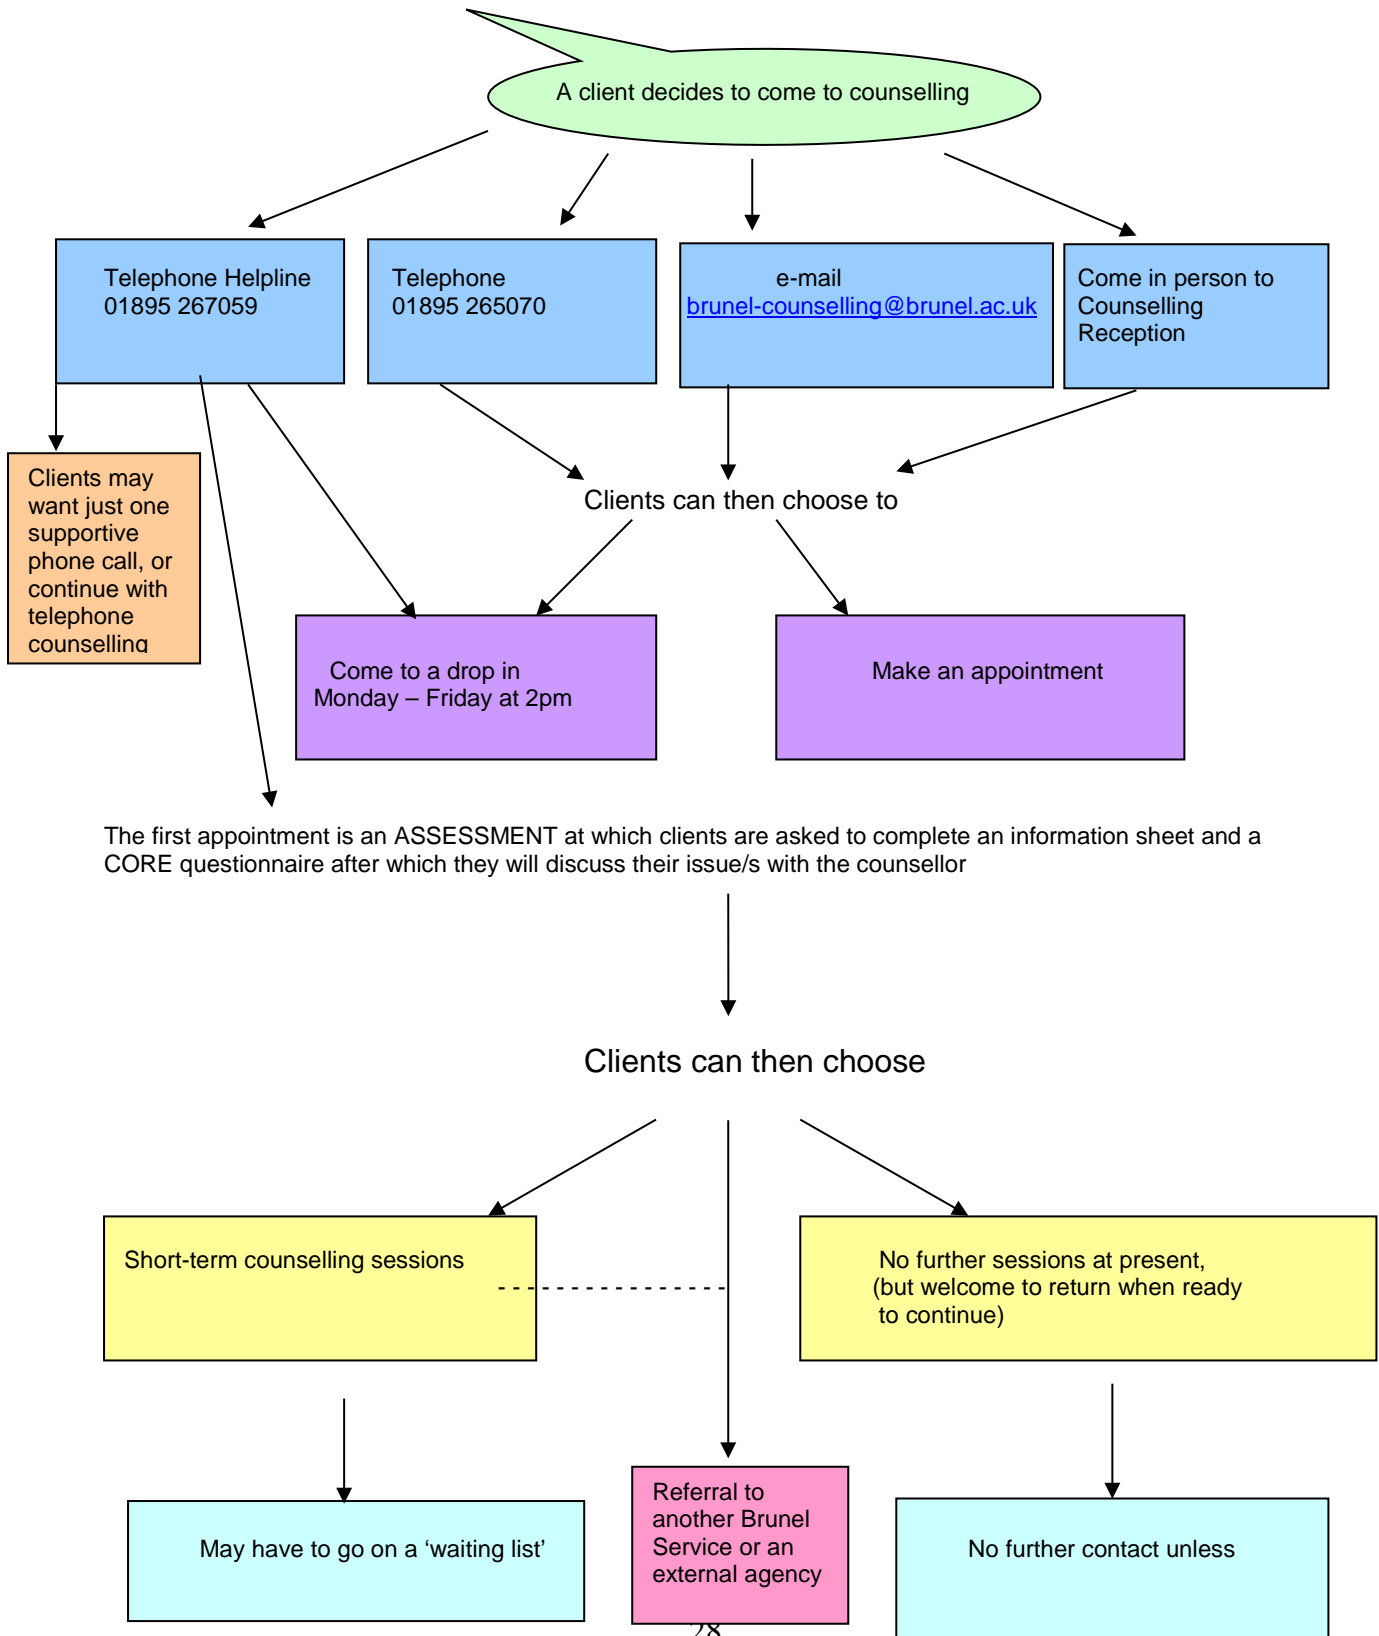 A client decides to come to counselling
Telephone Helpline
01895 267059
Telephone
01895 265070
e-mail
brunel-counselling@brunel.ac.uk
Come in person to
Counselling
Reception
Clients may
want just one
supportive
phone call, or
continue with
telephone
counselling
Clients can then choose to
Come to a drop in
Monday – Friday at 2pm
Make an appointment
The first appointment is an ASSESSMENT at which clients are asked to complete an information sheet and a
CORE questionnaire after which they will discuss their issue/s with the counsellor
Clients can then choose
Short-term counselling sessions
No further sessions at present,
(but welcome to return when ready
to continue)
May have to go on a ‘waiting list’
Referral to
another Brunel
Service or an
external agency
No further contact unless
28